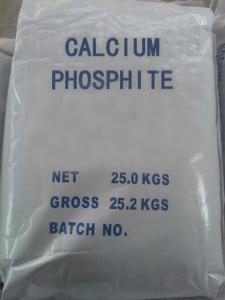 CALCIUM
PHOSPHITE
NET 25.0 KGS
GROSS 25.2 KGS
BATCH NO.